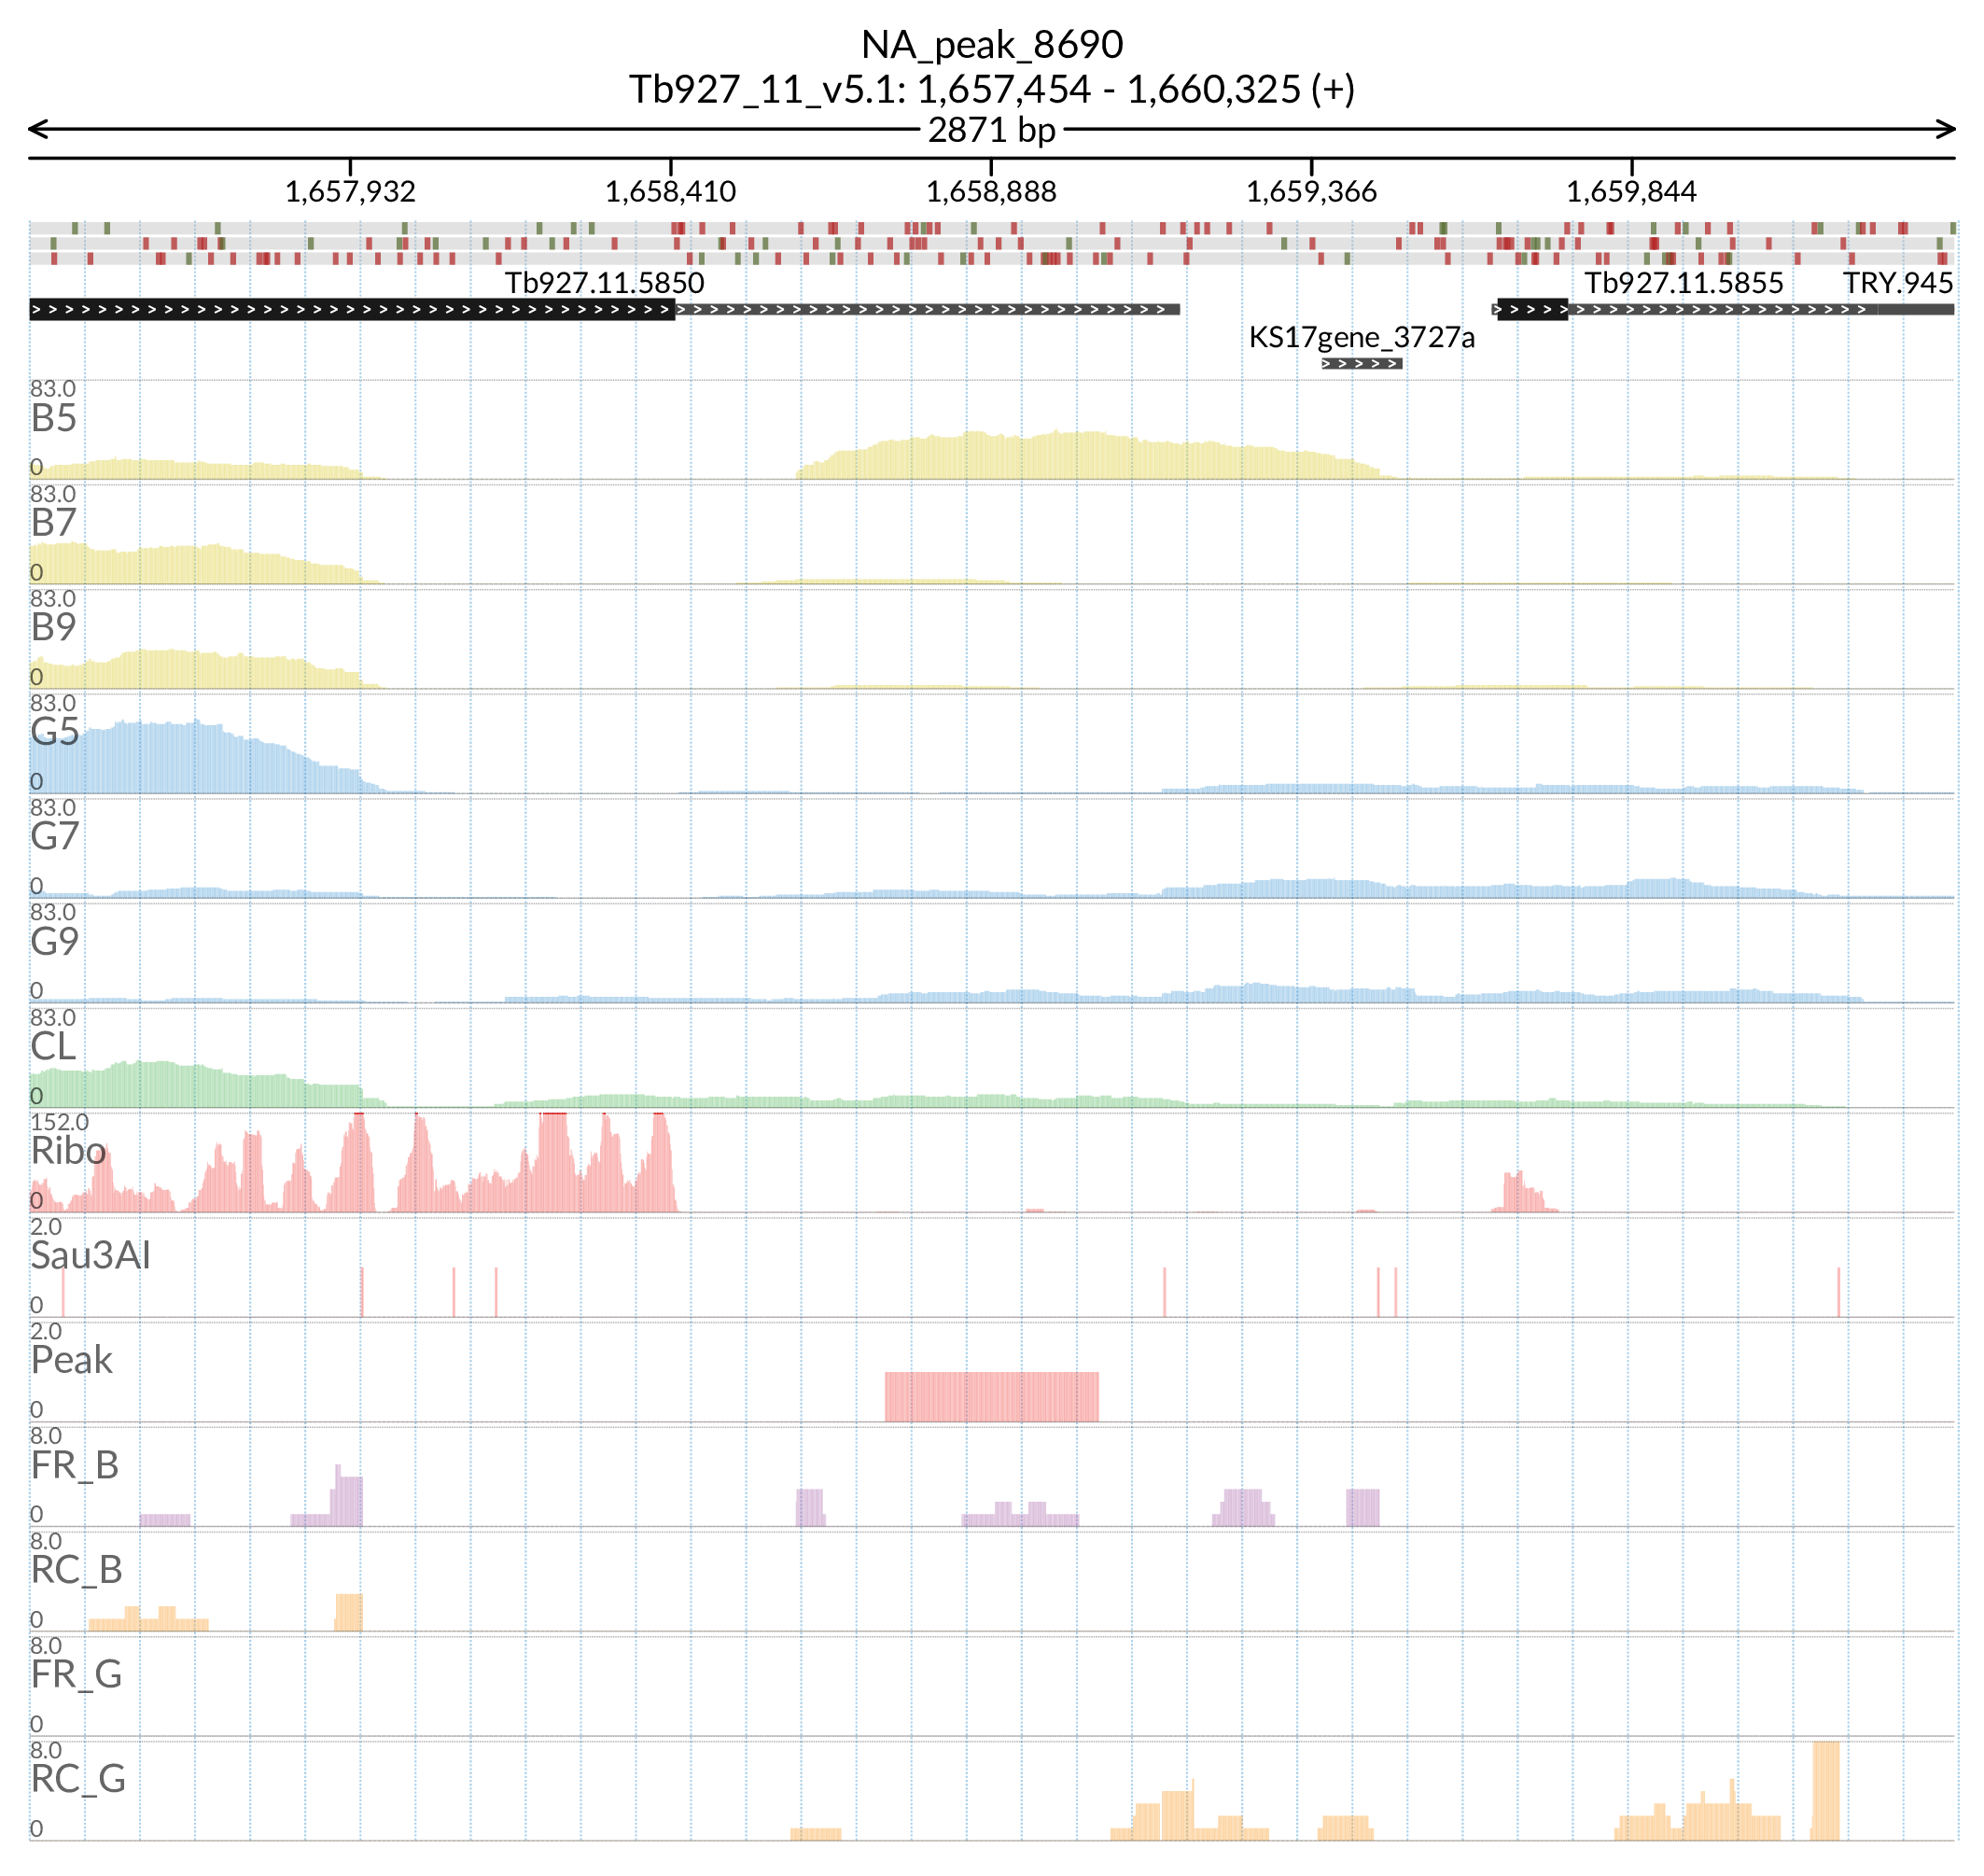 NA_peak_8690
Tb927_11_v5.1: 1,657,454 - 1,660,325 (+)
2871 bp
1,657,932 1,658,410 1,658,888 1,659,366 1,659,844
Tb927.11.5850 Tb927.11.5855 TRY.945
KS17gene_3727a
83.0
B5
0
83.0
B7
0
83.0
B9
0
83.0
G5
0
83.0
G7
0
83.0
G9
0
83.0
CL
0
152.0
Ribo
0
2.0
Sau3AI
0
2.0
Peak
0
8.0
FR_B
0
8.0
RC_B
0
8.0
FR_G
0
8.0
RC_G
0